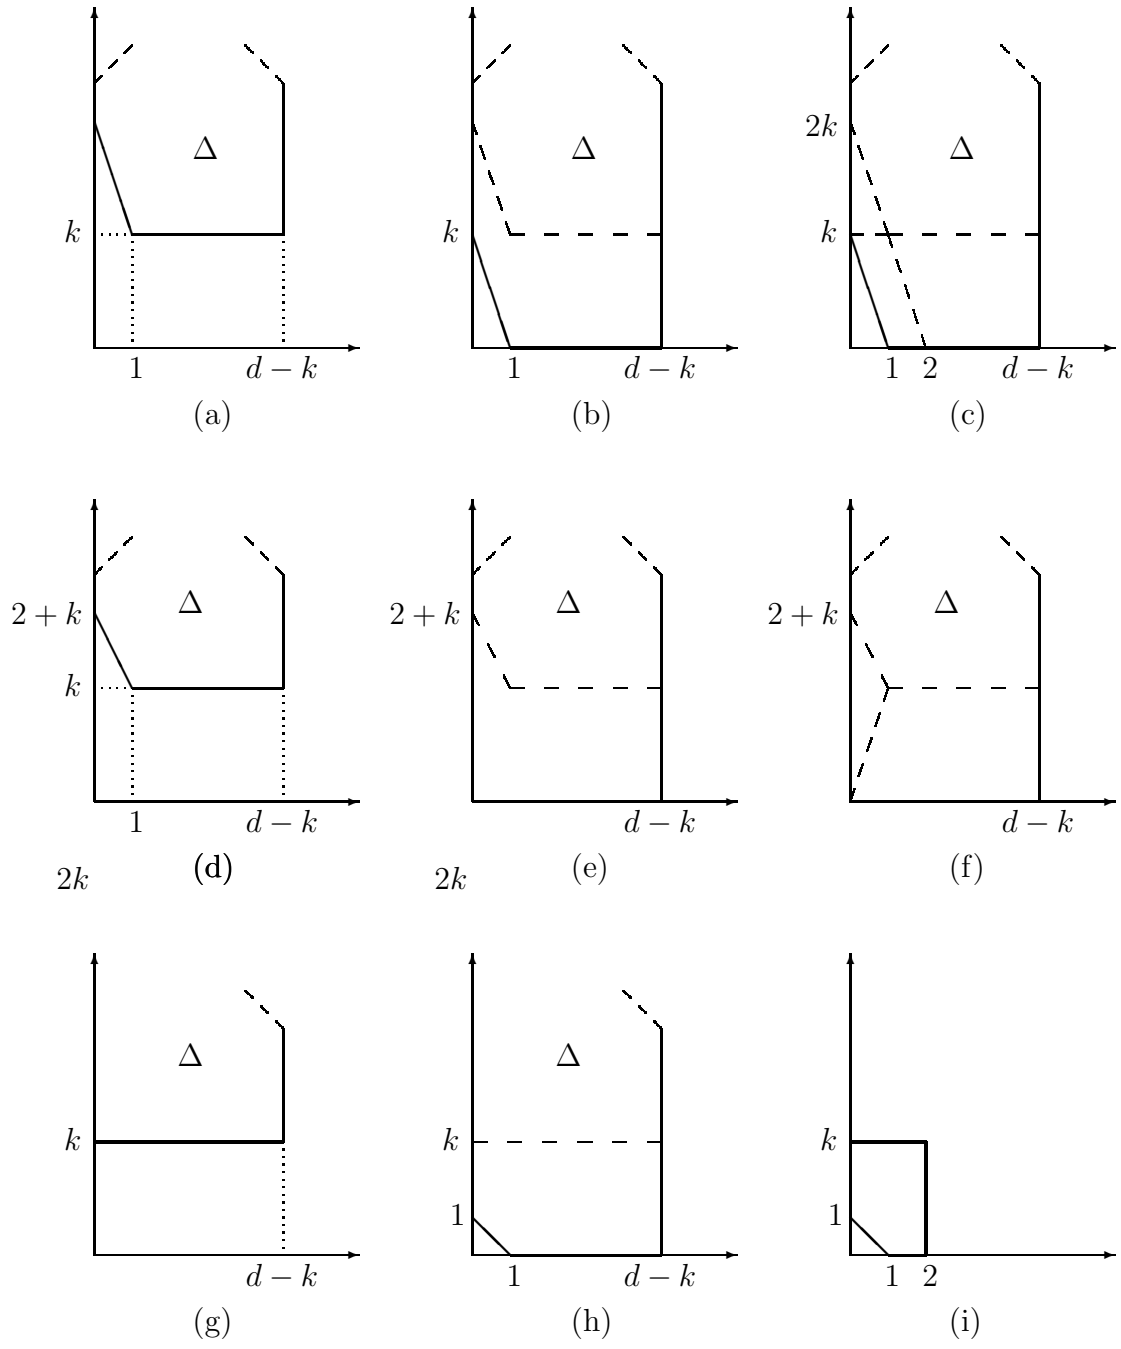 Δ
k
1
d − k
(a)
Δ
k
1
d − k
(b)
2k
Δ
k
1 2
d − k
(c)
2 + k
Δ
k
1
d − k
(d)
2 + k
Δ
d − k
(e)
2 + k
Δ
d − k
(f)
2k
Δ
k
d − k
(g)
2k
Δ
k
1
1
d − k
(h)
k
1
1 2
(i)